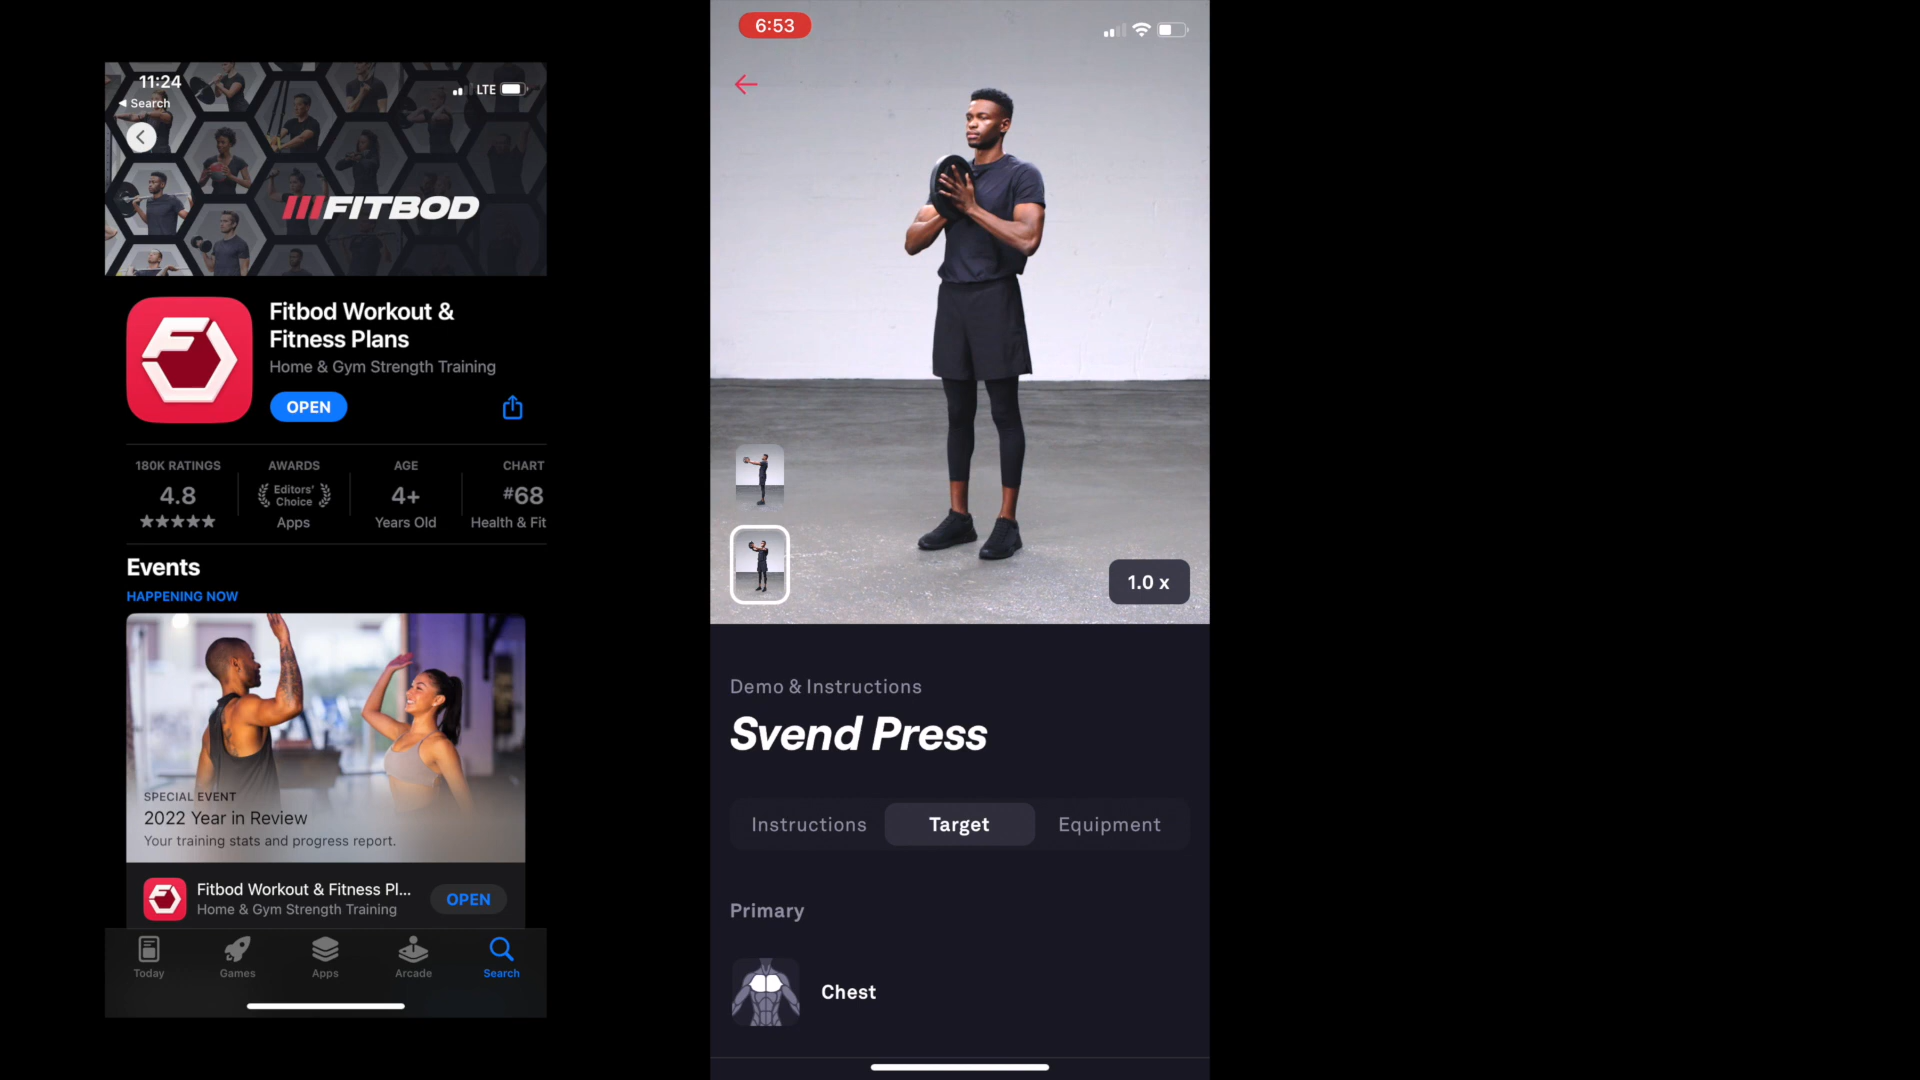 11:24
LTE
Search
FITBOD
Fitbod Workout &
Fitness Plans
Home & Gym Strength Training
OPEN
180K RATINGS
4.8
★★★★★
AWARDS
Editors'
Choice
Apps
AGE
4+
Years Old
CHART
#68
Health & Fit
Events
HAPPENING NOW
SPECIAL EVENT
2022 Year in Review
Your training stats and progress report.
Fitbod Workout & Fitness Pl...
Home & Gym Strength Training
OPEN
Today
Games
Apps
Arcade
Search
6:53
1.0 x
Demo & Instructions
Svend Press
Instructions
Target
Equipment
Primary
Chest